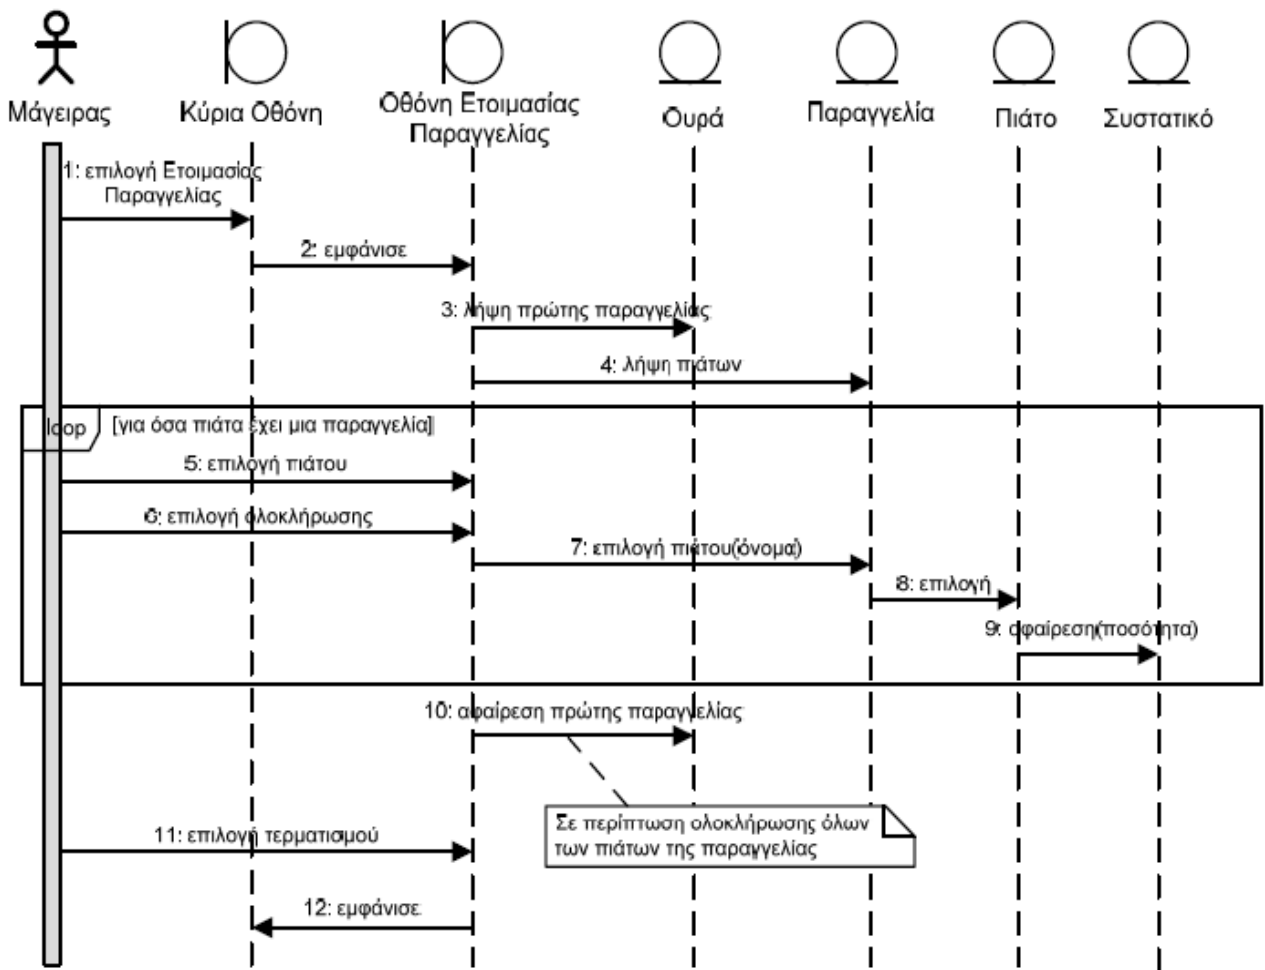 Μάγειρας
Κύρια Οθόνη
Οθόνη Ετοιμασίας
Παραγγελίας
Ουρά
Παραγγελία
Πιάτο
Συστατικό
1: επιλογή Ετοιμασίας
Παραγγελίας
2: εμφάνισε
3: λήψη πρώτης παραγγελίας
4: λήψη πιάτων
loop
[για όσα πιάτα έχει μια παραγγελία]
5: επιλογή πιάτου
6: επιλογή ολοκλήρωσης
7: επιλογή πιάτου(όνομα)
8: επιλογή
9: αφαίρεση(ποσότητα)
10: αφαίρεση πρώτης παραγγελίας
Σε περίπτωση ολοκλήρωσης όλων
των πιάτων της παραγγελίας
11: επιλογή τερματισμού
12: εμφάνισε